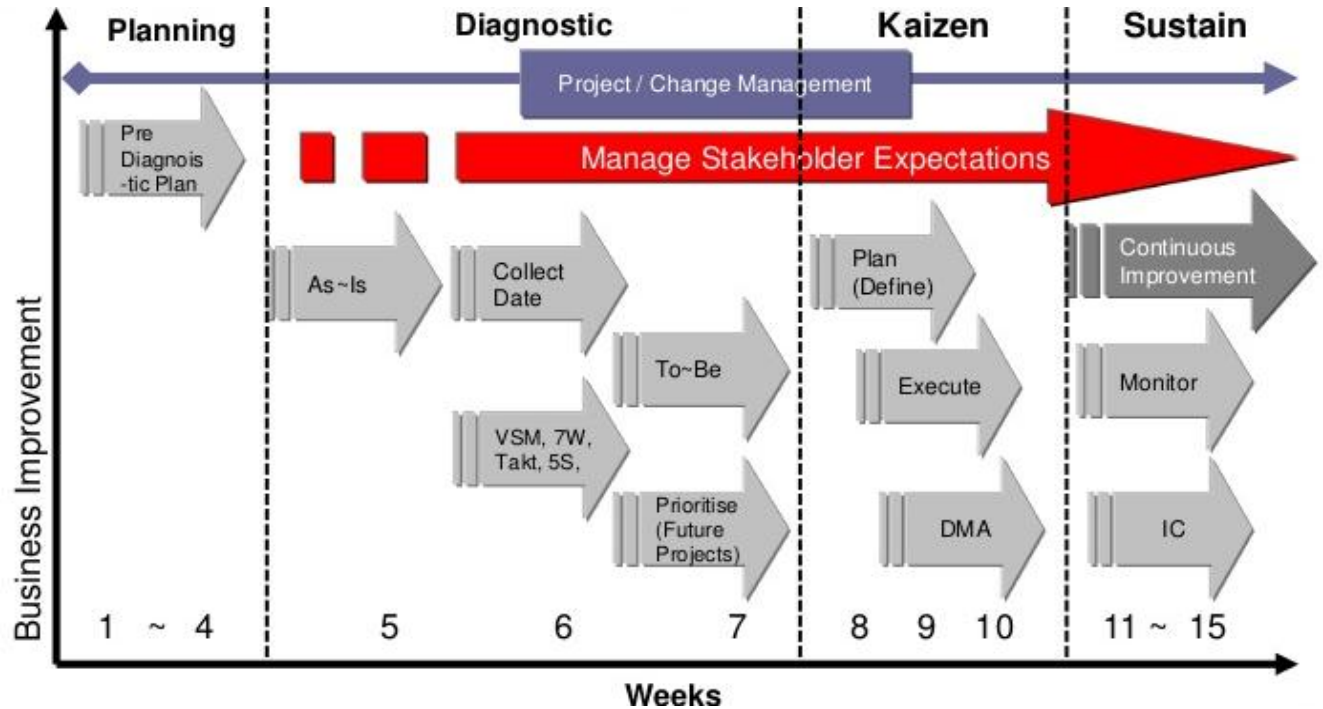 Planning
Diagnostic
Kaizen
Sustain
Project / Change Management
Pre
Diagnois
-tic Plan
Manage Stakeholder Expectations
As~Is
Collect
Date
Plan
(Define)
Continuous
Improvement
To~Be
Execute
Monitor
VSM, 7W,
Takt, 5S,
Prioritise
(Future
Projects)
DMA
IC
Business Improvement
1 ~ 4
5
6
7
8
9
10
11 ~ 15
Weeks